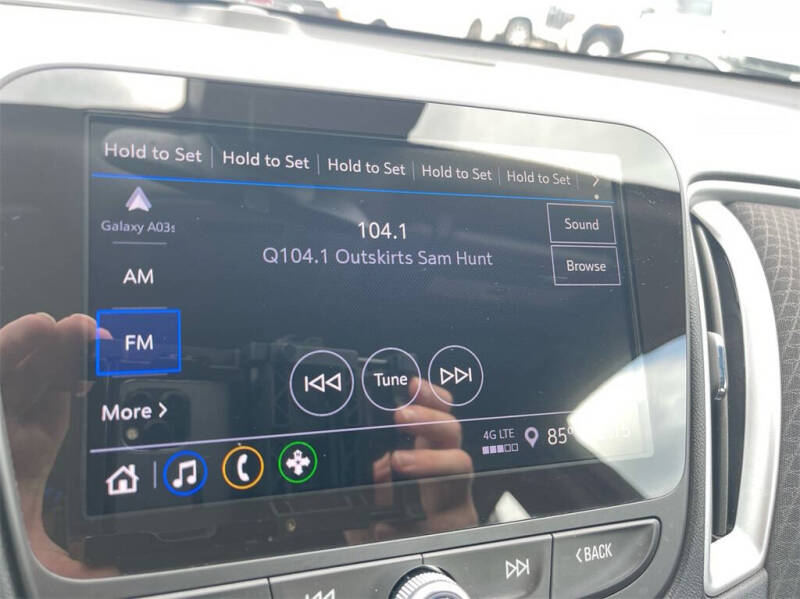 Hold to Set Hold to Set Hold to Set Hold to Set Hold to Set
Galaxy A03s
104.1
Sound
Q104.1 Outskirts Sam Hunt
Browse
AM
FM
Tune
More
4G LTE
85°
BACK